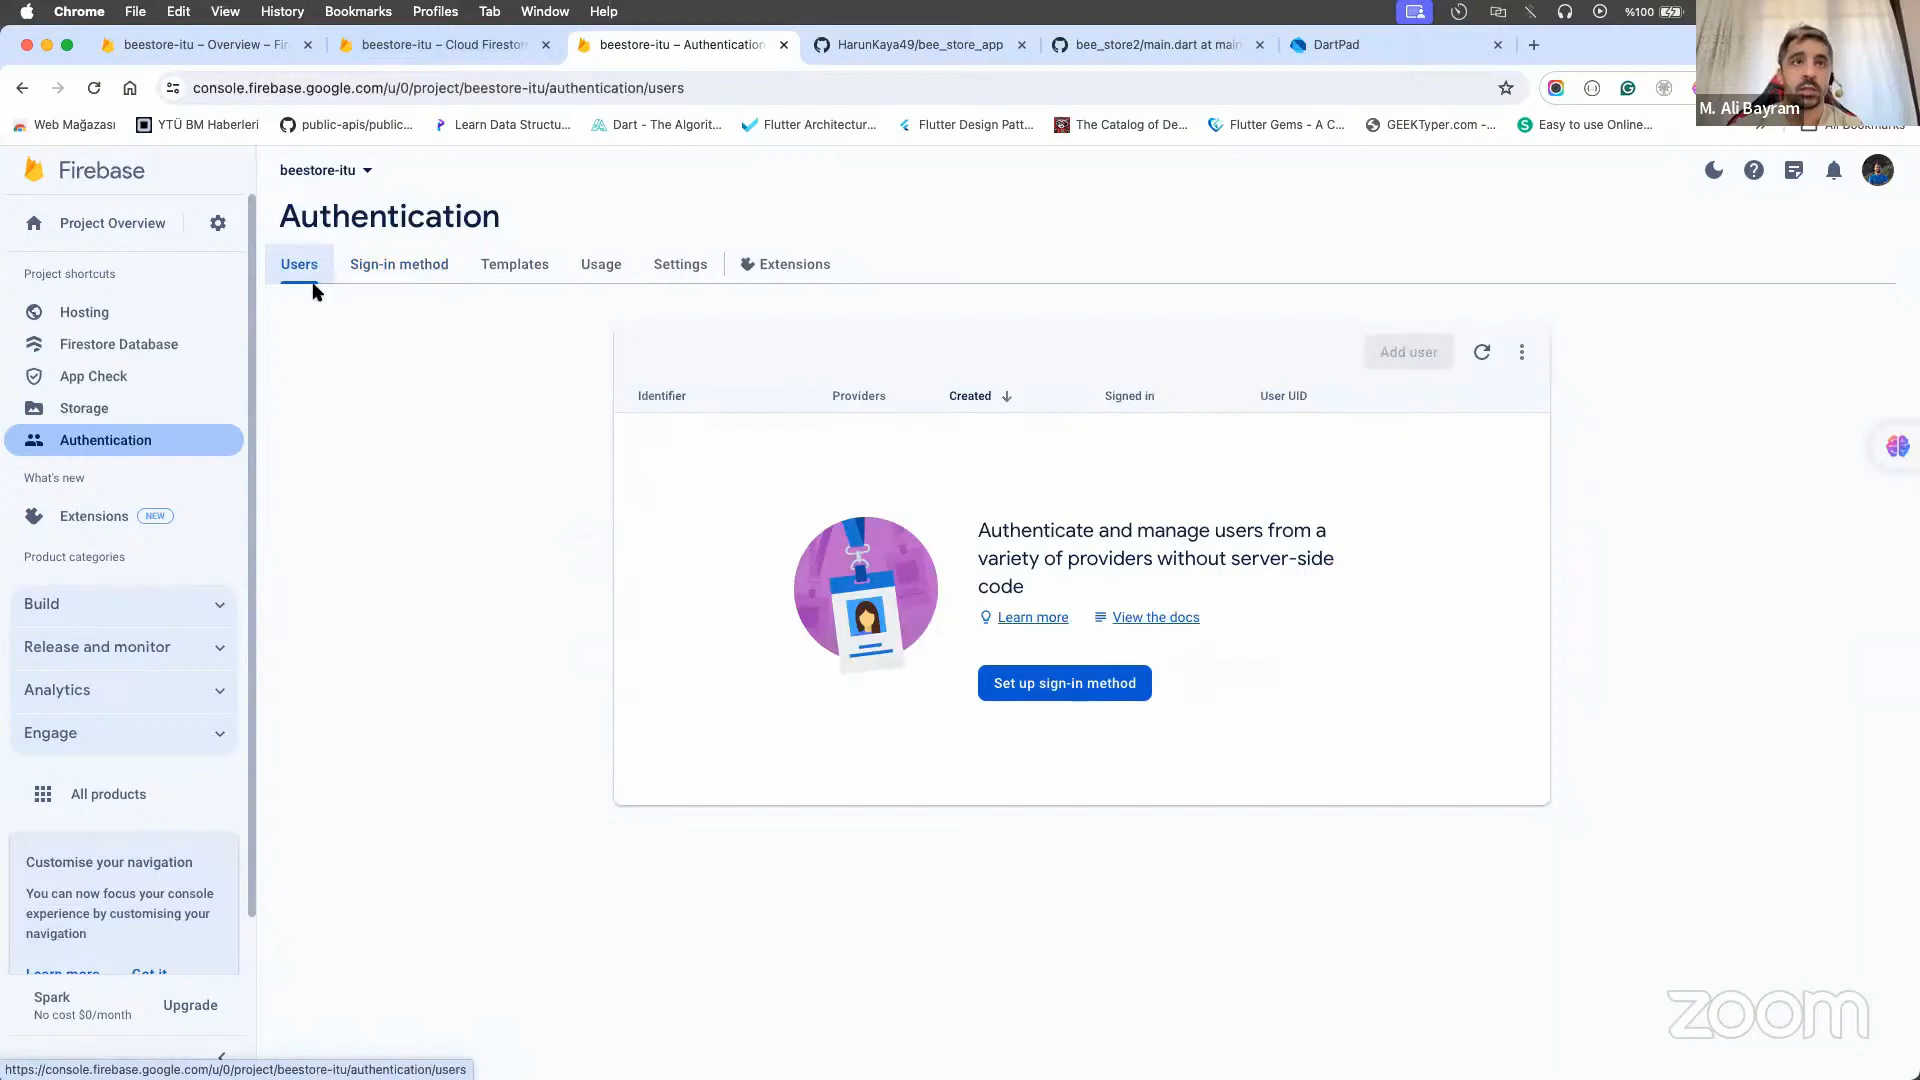 Chrome File Edit View History Bookmarks Profiles Tab Window Help %100
beestore-itu – Overview – Fir beestore-itu – Cloud Firestore beestore-itu – Authentication HarunKaya49/bee_store_app bee_store2/main.dart at main DartPad
console.firebase.google.com/u/0/project/beestore-itu/authentication/users
M. Ali Bayram
Web Mağazası YTÜ BM Haberleri public-apis/public... Learn Data Structu... Dart - The Algorit... Flutter Architectur... Flutter Design Patt... The Catalog of De... Flutter Gems - A C... GEEKTyper.com -... Easy to use Online... All Bookmarks
Firebase
beestore-itu
Authentication
Project Overview
Users Sign-in method Templates Usage Settings Extensions
Project shortcuts
Hosting
Firestore Database
App Check
Storage
Authentication
What's new
Extensions NEW
Product categories
Build
Release and monitor
Analytics
Engage
All products
Customise your navigation
You can now focus your console
experience by customising your
navigation
Learn more Got it
Spark
No cost $0/month
Upgrade
Add user
Identifier Providers Created Signed in User UID
Authenticate and manage users from a
variety of providers without server-side
code
Learn more View the docs
Set up sign-in method
zoom
https://console.firebase.google.com/u/0/project/beestore-itu/authentication/users